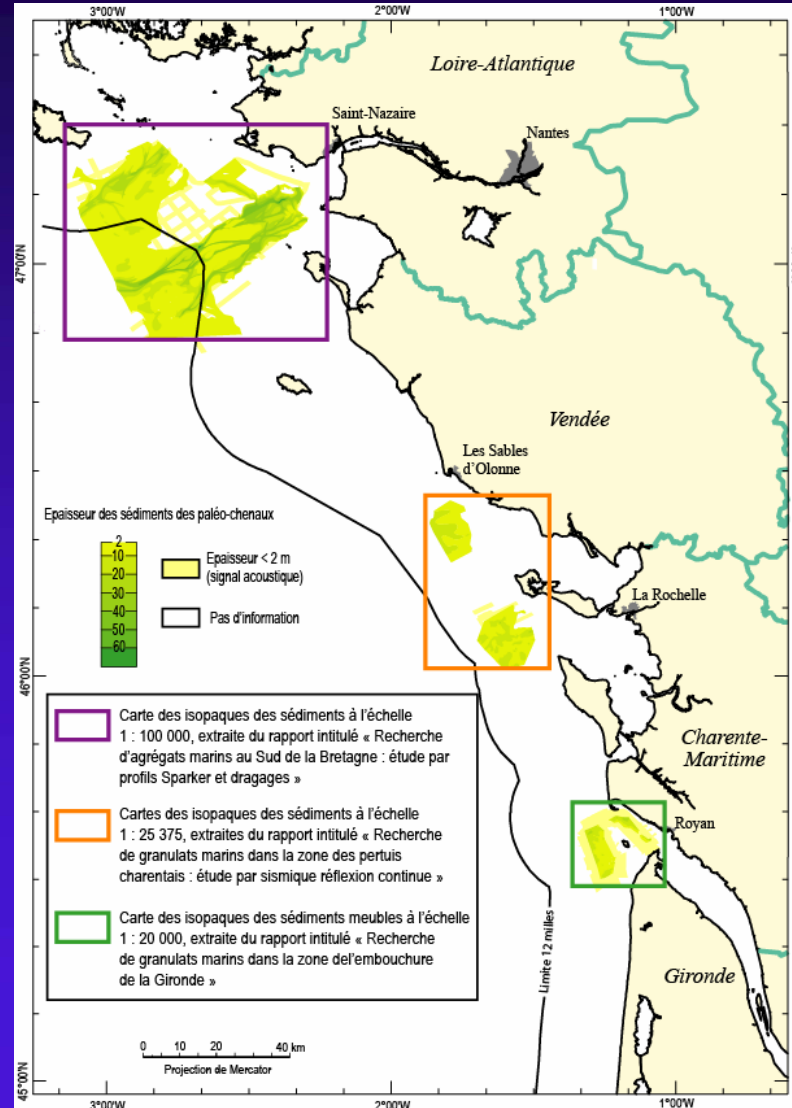 3°00'W
2°00'W
1°00'W
Loire-Atlantique
Saint-Nazaire
Nantes
47°00'N
Vendée
Les Sables
d'Olonne
Epaisseur des sédiments des paléo-chenaux
2
10
20
30
40
50
60
Epaisseur < 2 m
(signal acoustique)
Pas d'information
La Rochelle
46°00'N
Carte des isopaques des sédiments à l'échelle
1 : 100 000, extraite du rapport intitulé « Recherche
d'agrégats marins au Sud de la Bretagne : étude par
profils Sparker et dragages »
Cartes des isopaques des sédiments à l'échelle
1 : 25 375, extraites du rapport intitulé « Recherche
de granulats marins dans la zone des pertuis
charentais : étude par sismique réflexion continue »
Carte des isopaques des sédiments meubles à l'échelle
1 : 20 000, extraite du rapport intitulé « Recherche
de granulats marins dans la zone del'embouchure
de la Gironde »
Charente-
Maritime
Royan
Limite 12 milles
Gironde
0 10 20 40 km
Projection de Mercator
45°00'N
3°00'W
2°00'W
1°00'W